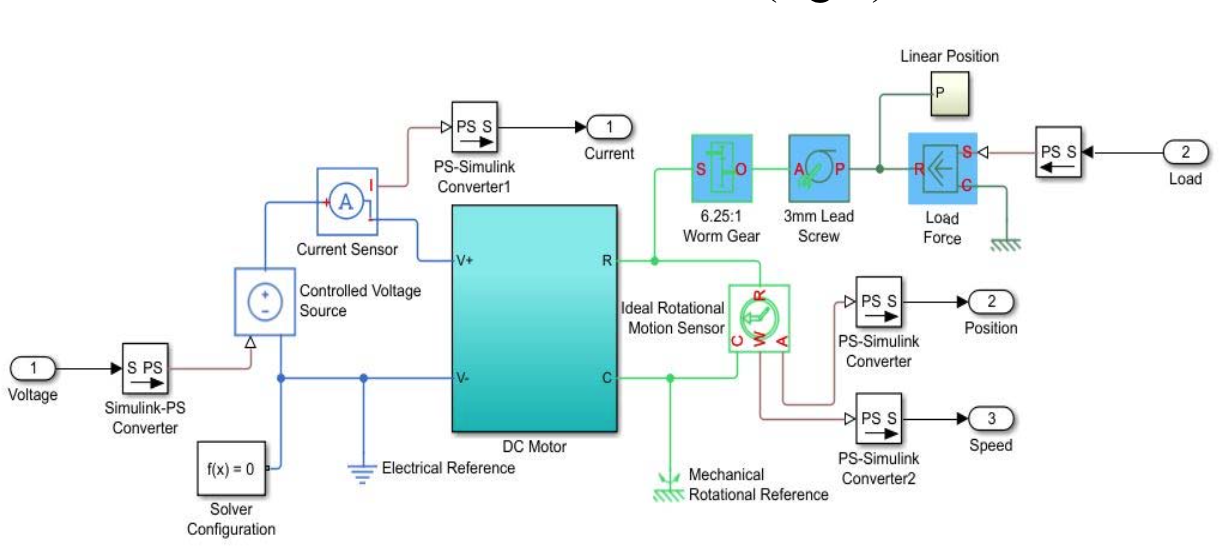 Linear Position
P
PS S
1
Current
PS-Simulink
Converter1
I
A
+
-
Current Sensor
S
O
6.25:1
Worm Gear
A
P
3mm Lead
Screw
R
S
C
Load
Force
PS S
2
Load
V+
R
V-
C
DC Motor
+
-
Controlled Voltage
Source
1
Voltage
S PS
Simulink-PS
Converter
f(x) = 0
Solver
Configuration
Electrical Reference
Ideal Rotational
Motion Sensor
R
C
W
A
PS S
PS-Simulink
Converter
2
Position
PS S
PS-Simulink
Converter2
3
Speed
Mechanical
Rotational Reference